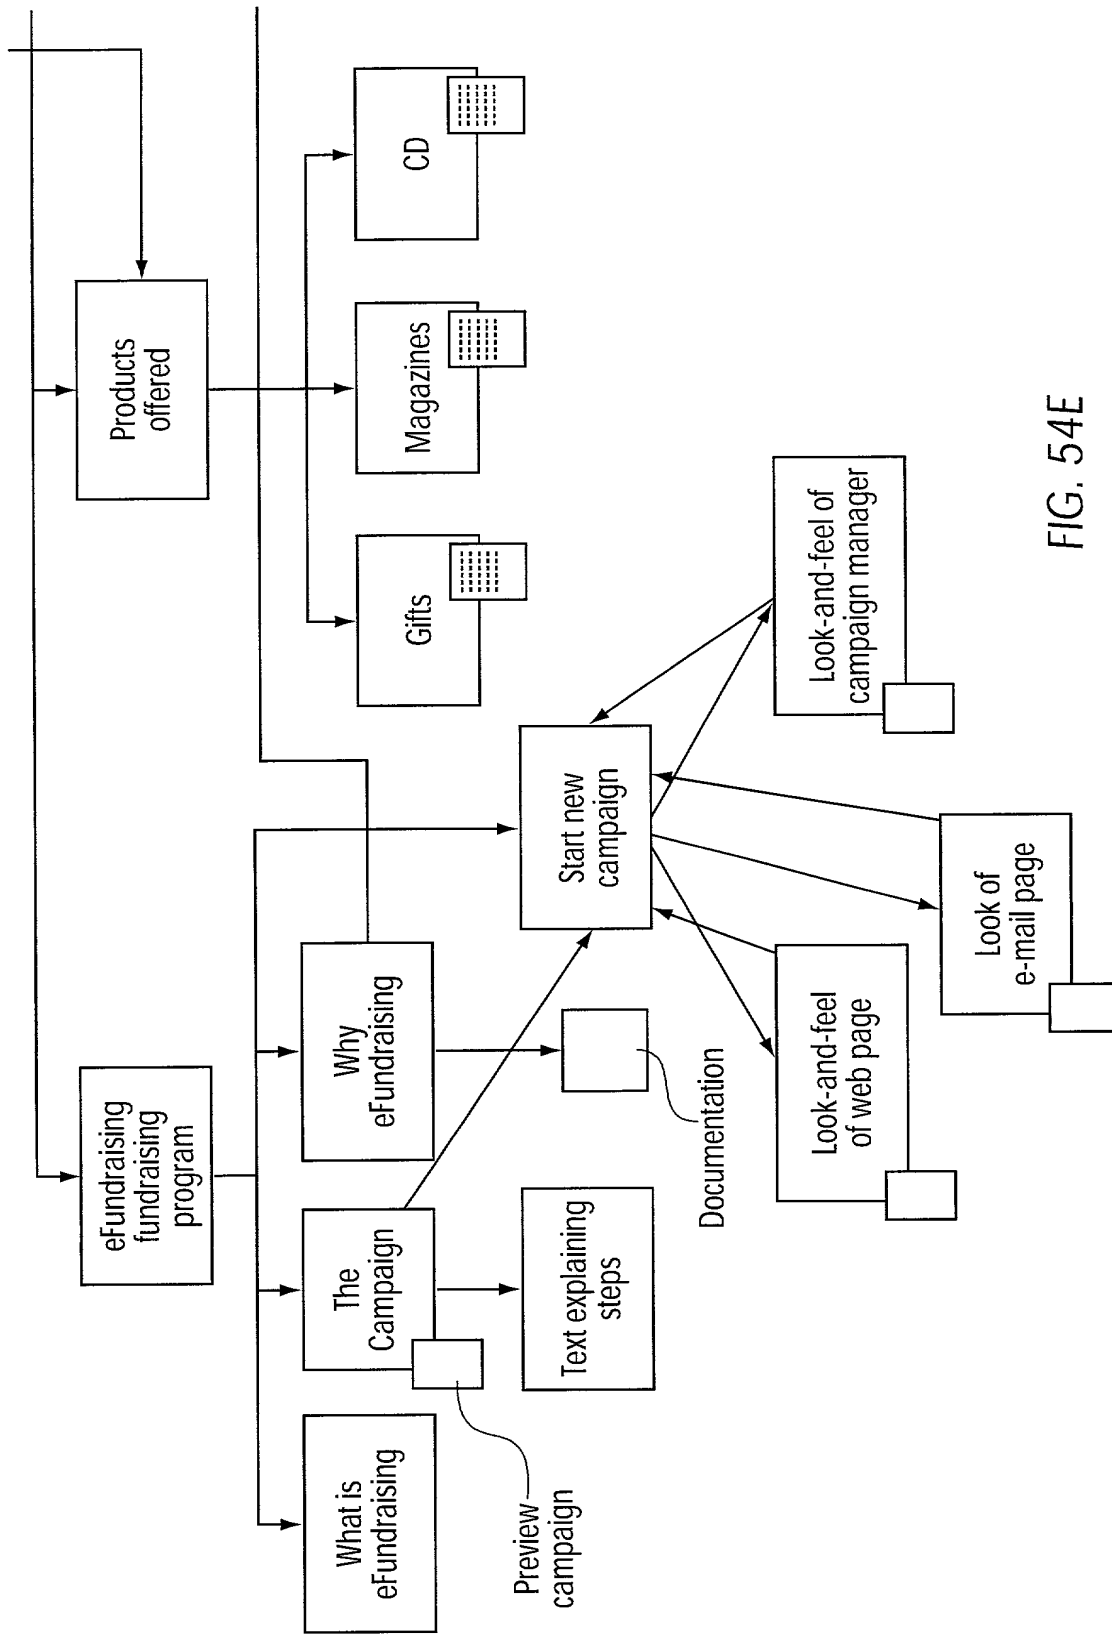 eFundraising
fundraising
program
Products
offered
What is
eFundraising
The
Campaign
Why
eFundraising
Gifts
Magazines
CD
Preview
campaign
Text explaining
steps
Documentation
Start new
campaign
Look-and-feel
of web page
Look of
e-mail page
Look-and-feel of
campaign manager
FIG. 54E